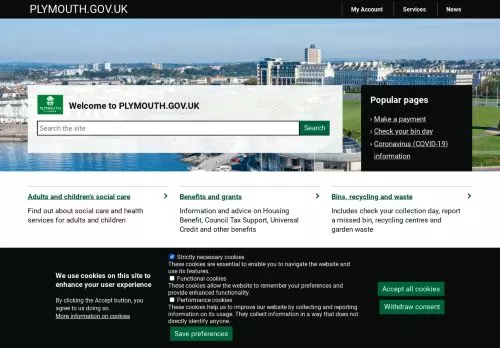 PLYMOUTH.GOV.UK
My Account
Services
News
PLYMOUTH
Welcome to PLYMOUTH.GOV.UK
Search the site
Search
Popular pages
Make a payment
Check your bin day
Coronavirus (COVID-19)
information
Adults and children's social care
Find out about social care and health
services for adults and children
Benefits and grants
Information and advice on Housing
Benefit, Council Tax Support, Universal
Credit and other benefits
Bins, recycling and waste
Includes check your collection day, report
a missed bin, recycling centres and
garden waste
We use cookies on this site to
enhance your user experience
By clicking the Accept button, you
agree to us doing so.
More information on cookies
Strictly necessary cookies
These cookies are essential to enable you to navigate the website and
use its features.
Functional cookies
These cookies allow the website to remember your preferences and
provide enhanced functionality.
Performance cookies
These cookies help us to improve our website by collecting and reporting
information on its usage. They collect information in a way that does not
directly identify anyone.
Save preferences
Accept all cookies
Withdraw consent